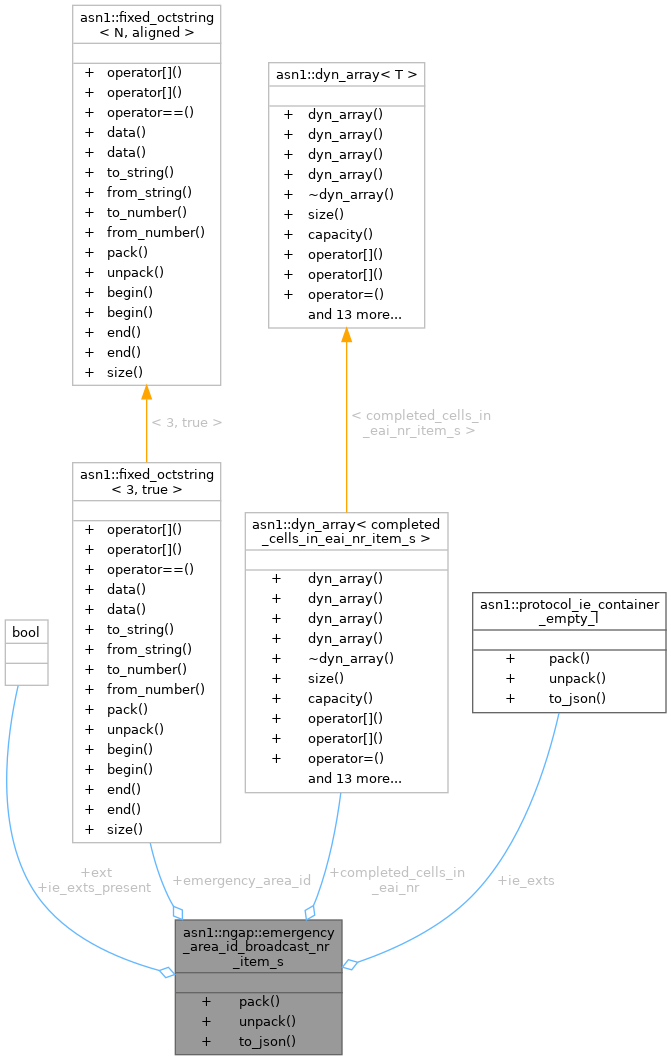 asn1::fixed_octstring
< N, aligned >
+ operator[]()
+ operator[]()
+ operator==()
+ data()
+ data()
+ to_string()
+ from_string()
+ to_number()
+ from_number()
+ pack()
+ unpack()
+ begin()
+ begin()
+ end()
+ end()
+ size()
asn1::dyn_array< T >
+ dyn_array()
+ dyn_array()
+ dyn_array()
+ dyn_array()
+ ~dyn_array()
+ size()
+ capacity()
+ operator[]()
+ operator[]()
+ operator=()
and 13 more...
< 3, true >
< completed_cells_in
_eai_nr_item_s >
asn1::fixed_octstring
< 3, true >
+ operator[]()
+ operator[]()
+ operator==()
+ data()
+ data()
+ to_string()
+ from_string()
+ to_number()
+ from_number()
+ pack()
+ unpack()
+ begin()
+ begin()
+ end()
+ end()
+ size()
asn1::dyn_array< completed
_cells_in_eai_nr_item_s >
+ dyn_array()
+ dyn_array()
+ dyn_array()
+ dyn_array()
+ ~dyn_array()
+ size()
+ capacity()
+ operator[]()
+ operator[]()
+ operator=()
and 13 more...
asn1::protocol_ie_container
_empty_l
+ pack()
+ unpack()
+ to_json()
bool
+ext
+ie_exts_present
+emergency_area_id
+completed_cells_in
_eai_nr
+ie_exts
asn1::ngap::emergency
_area_id_broadcast_nr
_item_s
+ pack()
+ unpack()
+ to_json()